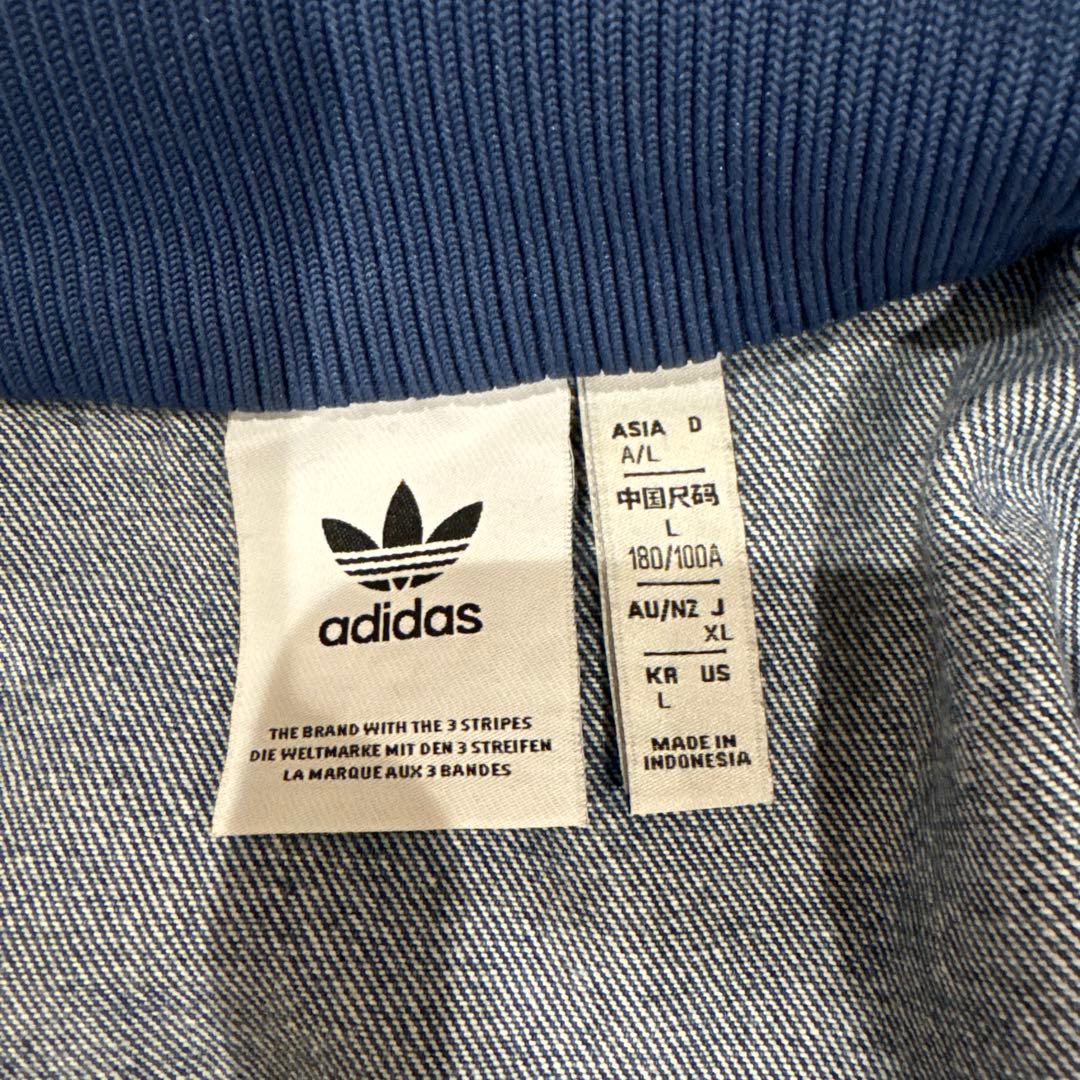 adidas
THE BRAND WITH THE 3 STRIPES
DIE WELTMARKE MIT DEN 3 STREIFEN
LA MARQUE AUX 3 BANDES
ASIA D
A/L
中国尺码
L
180/100A
AU/NZ J
XL
KR US
L
MADE IN
INDONESIA